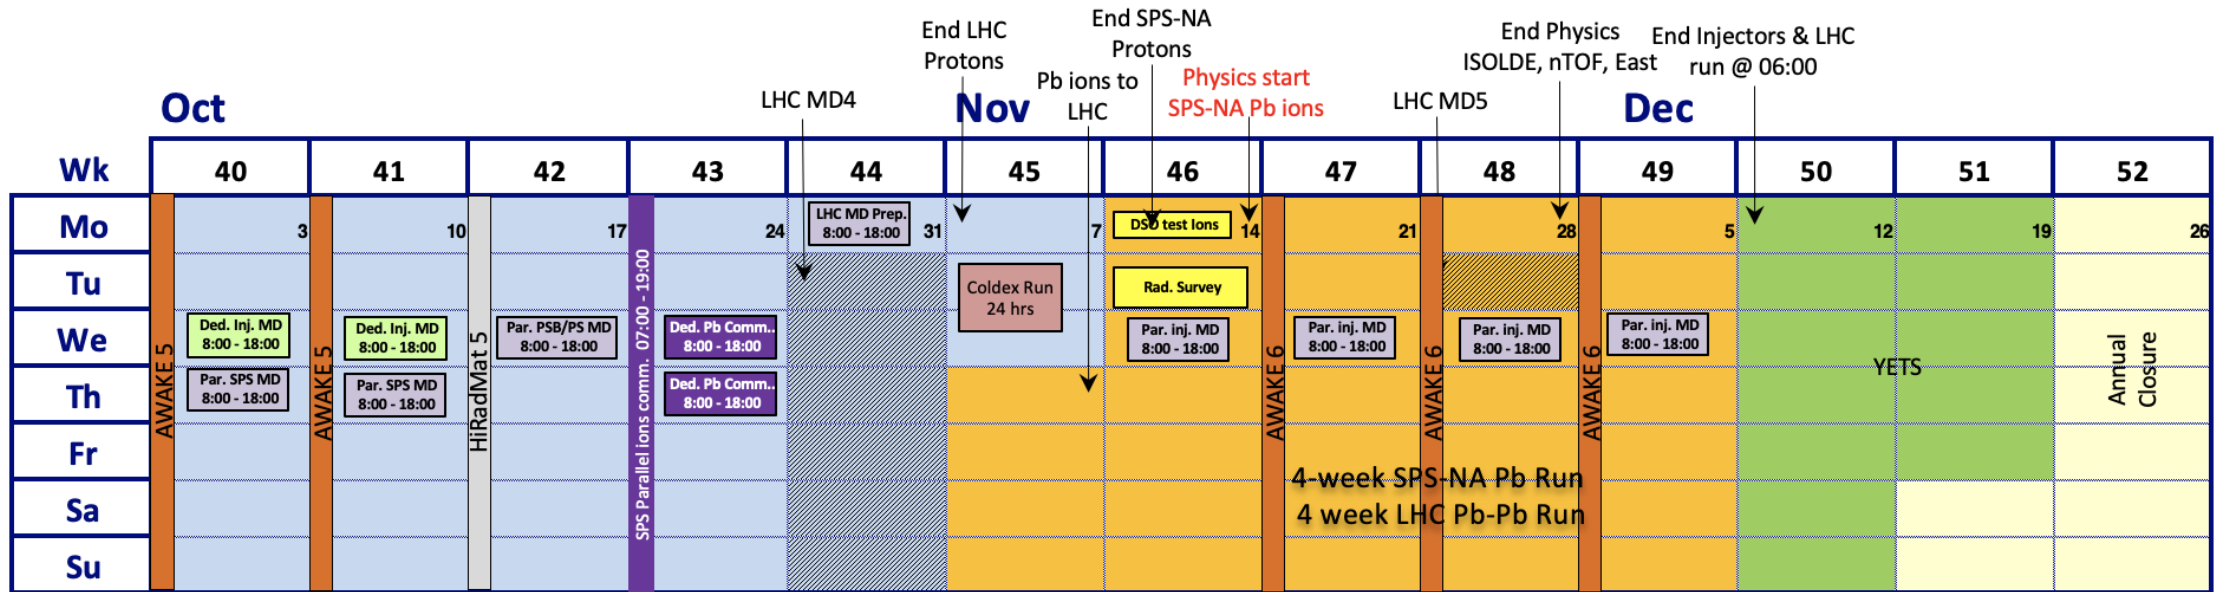 End LHC
Protons
End SPS-NA
Protons
End Physics
ISOLDE, nTOF, East
End Injectors & LHC
run @ 06:00
Pb ions to
LHC
Physics start
SPS-NA Pb ions
LHC MD4
LHC MD5
Oct
Nov
Dec
Wk 40 41 42 43 44 45 46 47 48 49 50 51 52
Mo 3 10 17 24 31 7 14 21 28 5 12 19 26
LHC MD Prep.
8:00 - 18:00
DSO test Ions
Tu
Coldex Run
24 hrs
Rad. Survey
We
Ded. Inj. MD
8:00 - 18:00
Ded. Inj. MD
8:00 - 18:00
Par. PSB/PS MD
8:00 - 18:00
Ded. Pb Comm..
8:00 - 18:00
Par. inj. MD
8:00 - 18:00
Par. inj. MD
8:00 - 18:00
Par. inj. MD
8:00 - 18:00
Par. inj. MD
8:00 - 18:00
Th
Par. SPS MD
8:00 - 18:00
Par. SPS MD
8:00 - 18:00
Ded. Pb Comm..
8:00 - 18:00
Fr
Sa
Su
AWAKE 5
AWAKE 5
HiRadMat 5
SPS Parallel ions comm. 07:00 - 19:00
AWAKE 6
AWAKE 6
AWAKE 6
4-week SPS-NA Pb Run
4 week LHC Pb-Pb Run
YETS
Annual
Closure